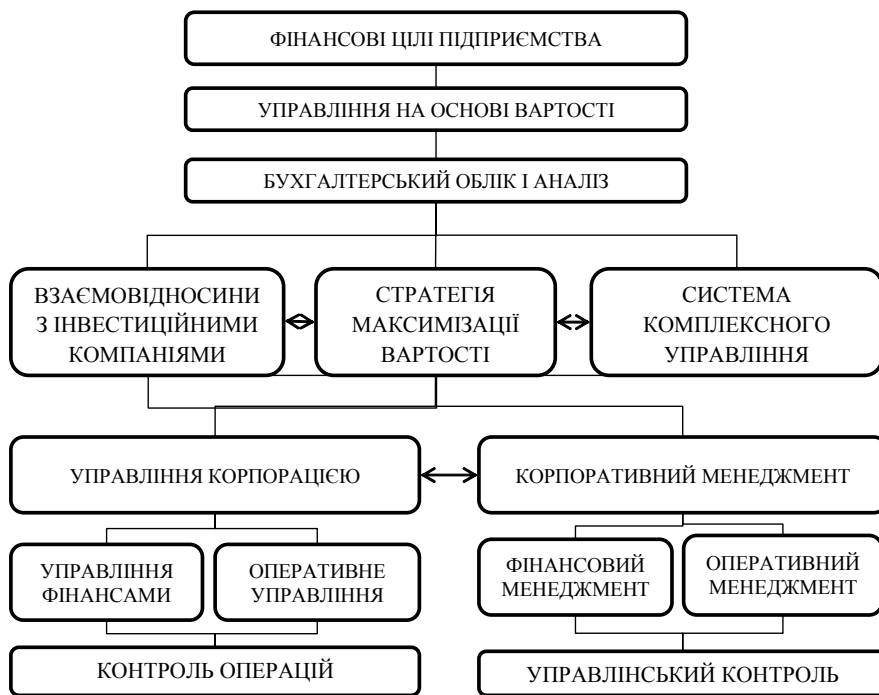 ФІНАНСОВІ ЦІЛІ ПІДПРИЄМСТВА
УПРАВЛІННЯ НА ОСНОВІ ВАРТОСТІ
БУХГАЛТЕРСЬКИЙ ОБЛІК І АНАЛІЗ
ВЗАЄМОВІДНОСИНИ
З ІНВЕСТИЦІЙНИМИ
КОМПАНІЯМИ
СТРАТЕГІЯ
МАКСИМІЗАЦІЇ
ВАРТОСТІ
СИСТЕМА
КОМПЛЕКСНОГО
УПРАВЛІННЯ
УПРАВЛІННЯ КОРПОРАЦІЄЮ
КОРПОРАТИВНИЙ МЕНЕДЖМЕНТ
УПРАВЛІННЯ
ФІНАНСАМИ
ОПЕРАТИВНЕ
УПРАВЛІННЯ
ФІНАНСОВИЙ
МЕНЕДЖМЕНТ
ОПЕРАТИВНИЙ
МЕНЕДЖМЕНТ
КОНТРОЛЬ ОПЕРАЦІЙ
УПРАВЛІНСЬКИЙ КОНТРОЛЬ